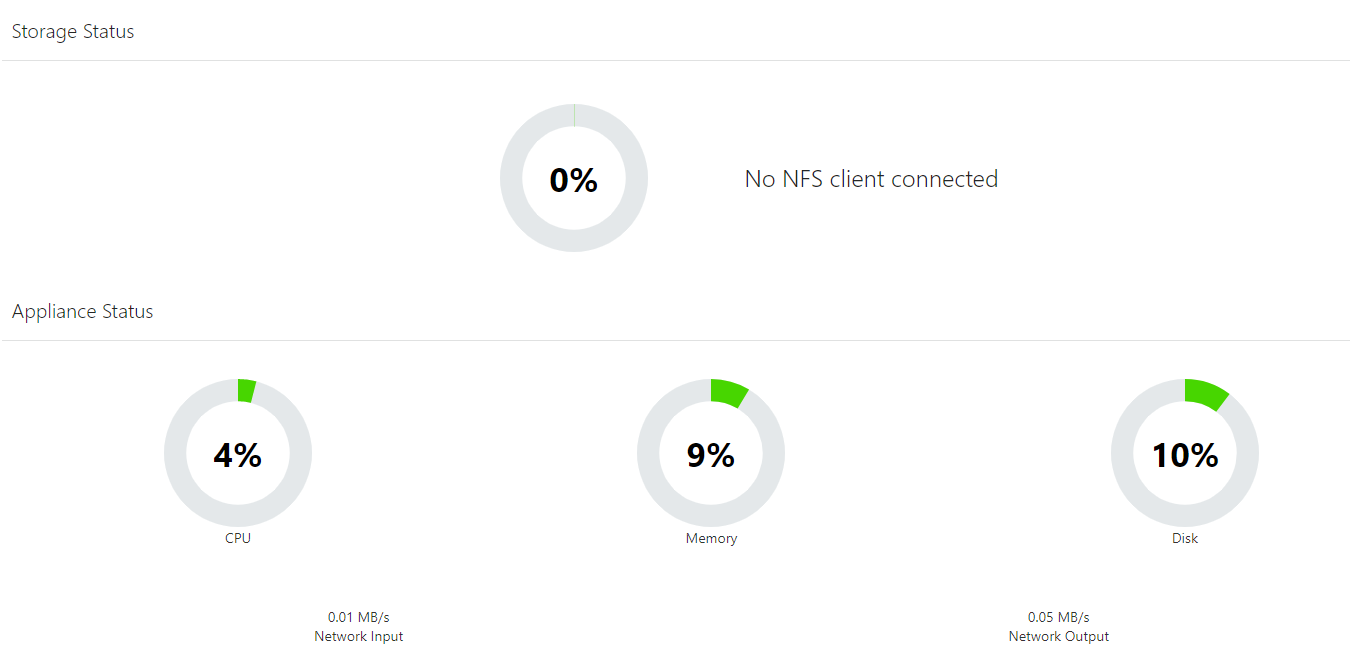 Storage Status
0%
No NFS client connected
Appliance Status
4%
CPU
9%
Memory
10%
Disk
0.01 MB/s
Network Input
0.05 MB/s
Network Output